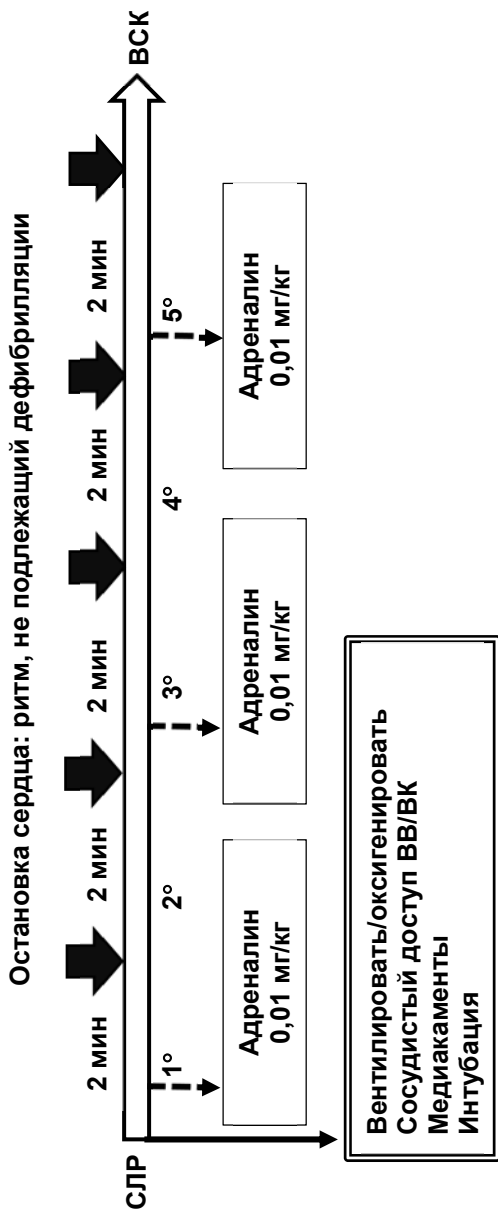 Остановка сердца: ритм, не подлежащий дефибрилляции
2 мин
2 мин
2 мин
2 мин
2 мин
СЛР
ВСК
1°
2°
3°
4°
5°
Адреналин
0,01 мг/кг
Адреналин
0,01 мг/кг
Адреналин
0,01 мг/кг
Вентилировать/оксигенировать
Сосудистый доступ ВВ/ВК
Медиакаменты
Интубация